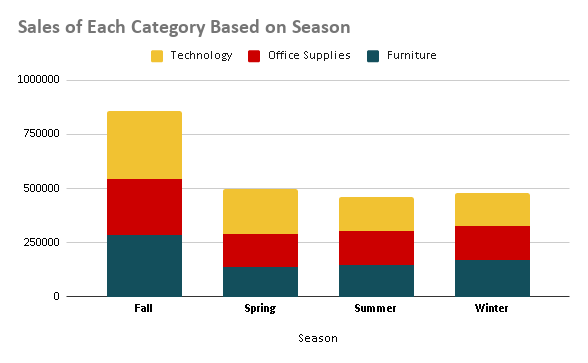 Sales of Each Category Based on Season
Technology Office Supplies Furniture
1000000
750000
500000
250000
0
Fall Spring Summer Winter
Season